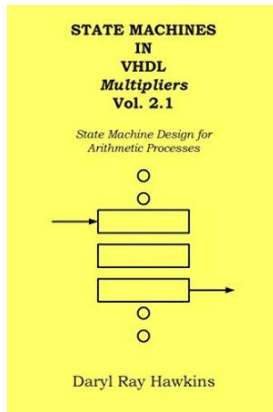 STATE MACHINES
IN
VHDL
Multipliers
Vol. 2.1
State Machine Design for
Arithmetic Processes
Daryl Ray Hawkins